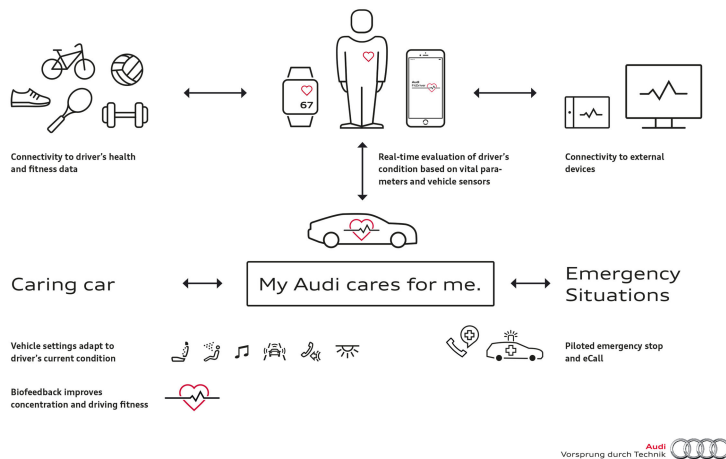 67
Audi
Connectivity to driver's health
and fitness data
Real-time evaluation of driver's
condition based on vital para-
meters and vehicle sensors
Connectivity to external
devices
Caring car
My Audi cares for me.
Emergency
Situations
Vehicle settings adapt to
driver's current condition
Piloted emergency stop
and eCall
Biofeedback improves
concentration and driving fitness
Audi
Vorsprung durch Technik